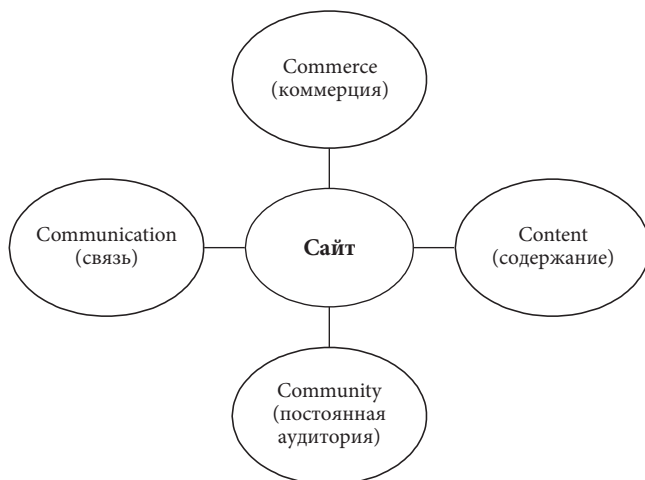 Commerce
(коммерция)
Communication
(связь)
Сайт
Content
(содержание)
Community
(постоянная
аудитория)